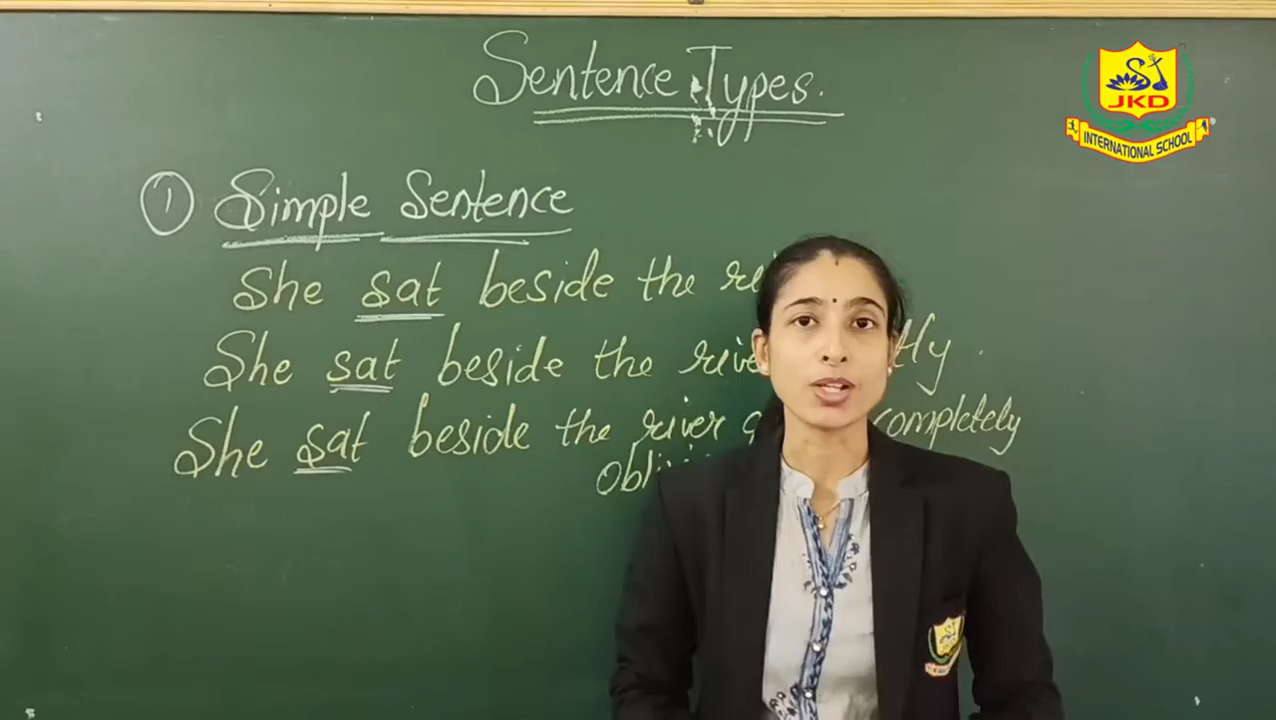 Sentence Types.
① Simple Sentence
She sat beside the
She sat beside the
She sat beside the river completely
SJ
JKD
INTERNATIONAL SCHOOL